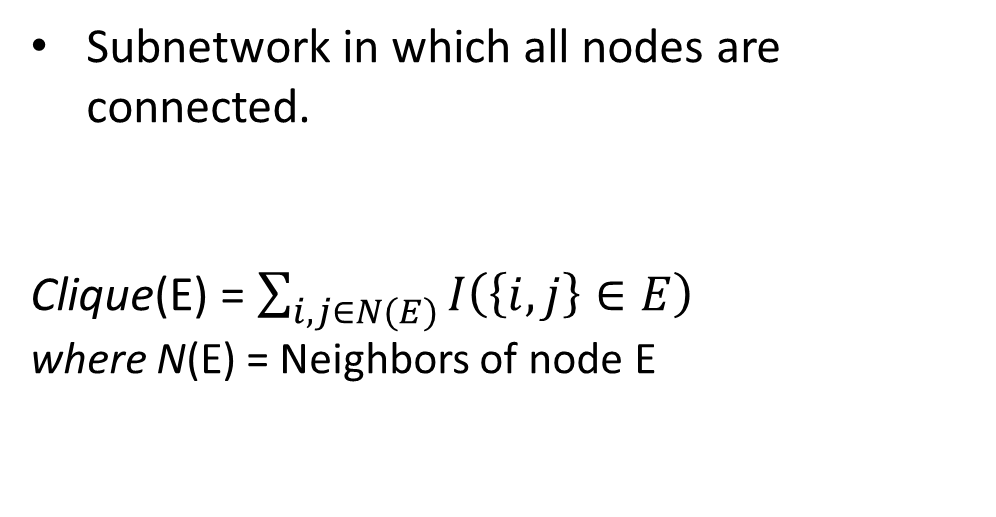 • Subnetwork in which all nodes are
connected.
Clique(E) = ∑i,j∈N(E) I({i,j} ∈ E)
where N(E) = Neighbors of node E